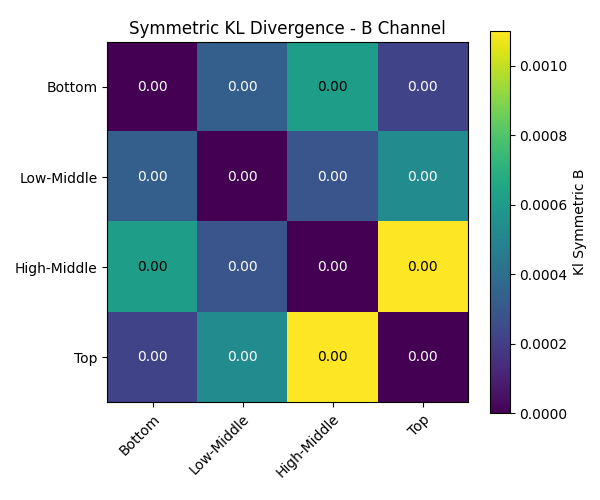 Symmetric KL Divergence - B Channel
Bottom
0.00 0.00 0.00 0.00
Low-Middle
0.00 0.00 0.00 0.00
High-Middle
0.00 0.00 0.00 0.00
Top
0.00 0.00 0.00 0.00
Bottom
Low-Middle
High-Middle
Top
0.0010
0.0008
0.0006
0.0004
0.0002
0.0000
Kl Symmetric B